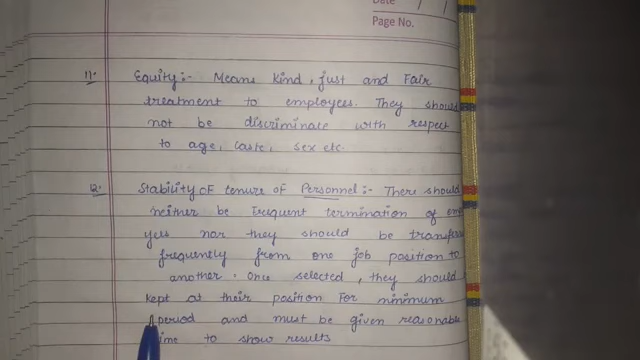 Date / /
Page No.
11:- Equity:- Means kind, just and Fair
treatment to employees. They should
not be discriminate with respect
to age, caste, sex etc.
12. Stability of tenure of Personnel:- There should
neither be frequent termination of
yees nor they should be
frequently from one job position to
another. Once selected, they should
kept at their position For minimum
period and must be given reasonable
time to show results